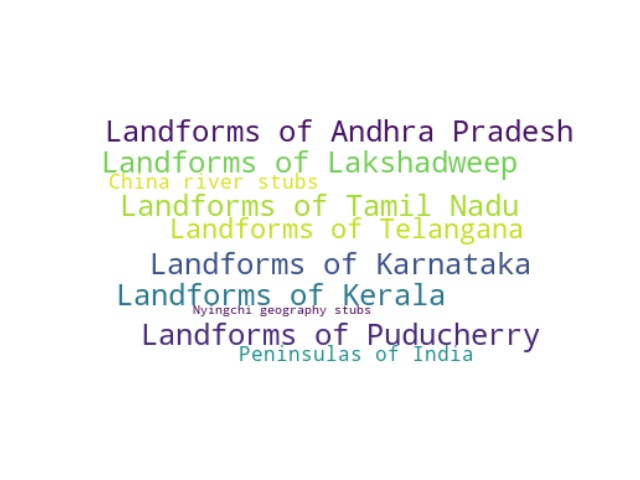 Landforms of Andhra Pradesh
Landforms of Lakshadweep
China river stubs
Landforms of Tamil Nadu
Landforms of Telangana
Landforms of Karnataka
Landforms of Kerala
Nyingchi geography stubs
Landforms of Puducherry
Peninsulas of India